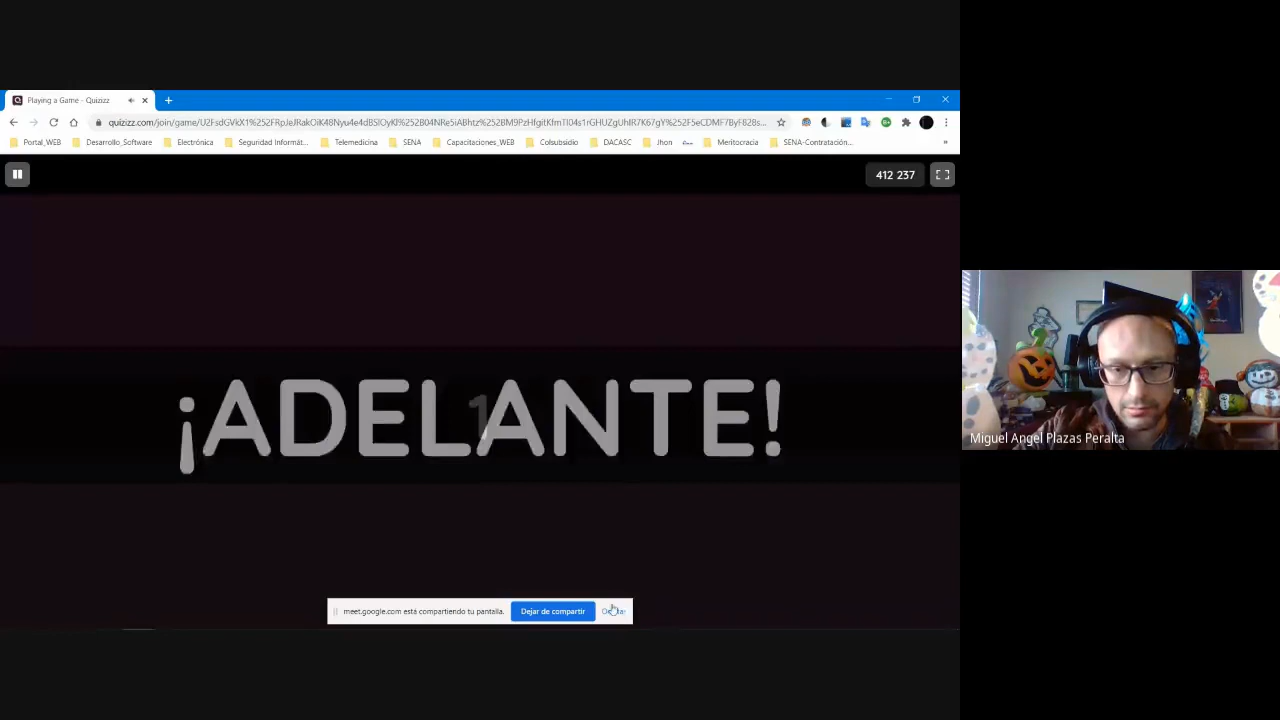 Playing a Game - Quizizz
Portal_WEB Desarrollo_Software Electrónica Seguridad Informát... Telemedicina SENA Capacitaciones_WEB Colsubsidio DACASC Jhon Meritocracia SENA-Contratación... »
412 237
¡ADELANTE!
1
Miguel Angel Plazas Peralta
meet.google.com está compartiendo tu pantalla. Dejar de compartir